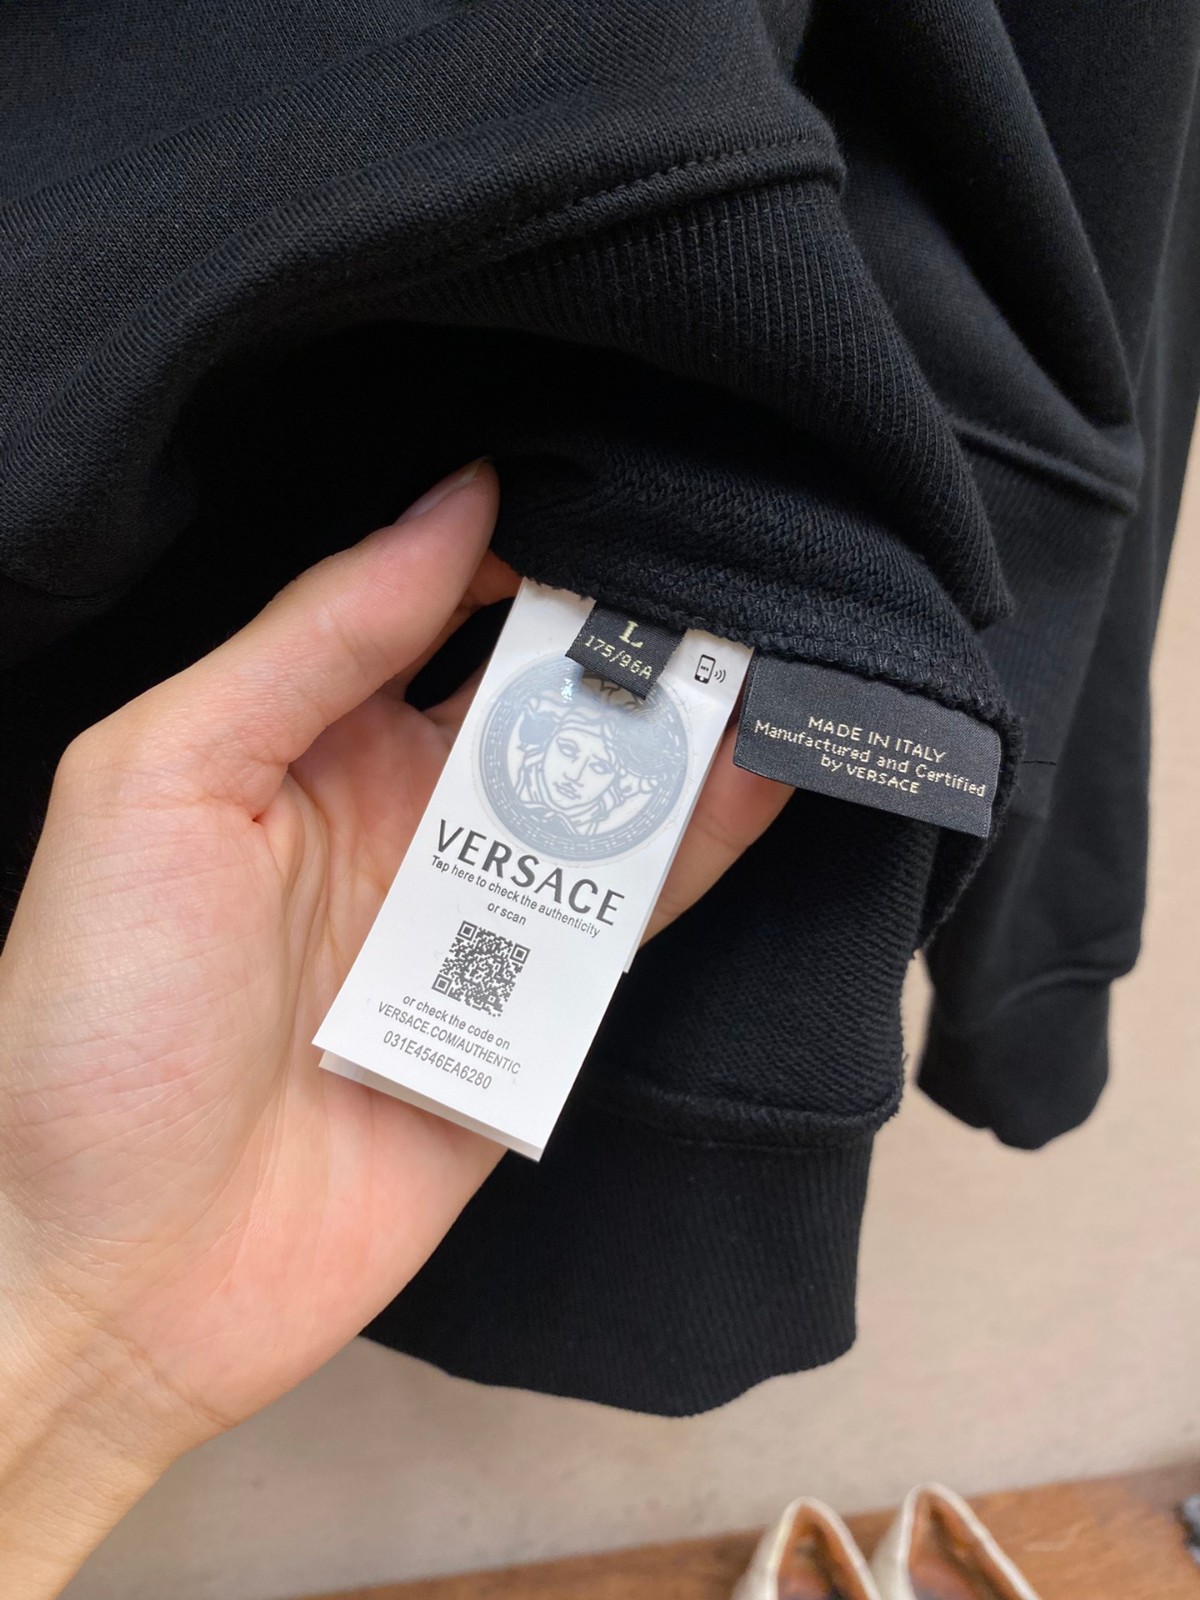 L
175/96A
MADE IN ITALY
Manufactured and Certified
by VERSACE
VERSACE
Tap here to check the authenticity
or scan
or check the code on
VERSACE.COM/AUTHENTIC
031E4546EA6280